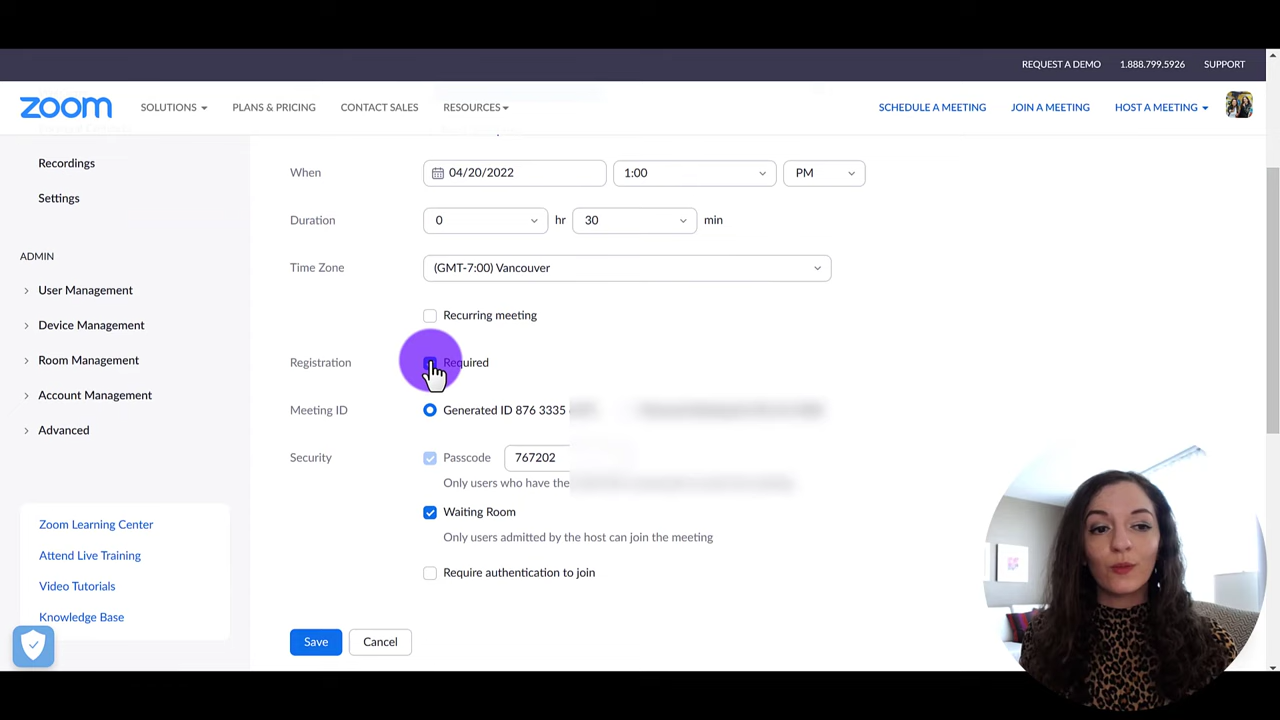 REQUEST A DEMO 1.888.799.5926 SUPPORT
zoom SOLUTIONS PLANS & PRICING CONTACT SALES RESOURCES SCHEDULE A MEETING JOIN A MEETING HOST A MEETING
Recordings
Settings
ADMIN
User Management
Device Management
Room Management
Account Management
Advanced
Zoom Learning Center
Attend Live Training
Video Tutorials
Knowledge Base
When 04/20/2022 1:00 PM
Duration 0 hr 30 min
Time Zone (GMT-7:00) Vancouver
Recurring meeting
Registration Required
Meeting ID Generated ID 876 3335
Security Passcode 767202
Only users who have the
Waiting Room
Only users admitted by the host can join the meeting
Require authentication to join
Save Cancel